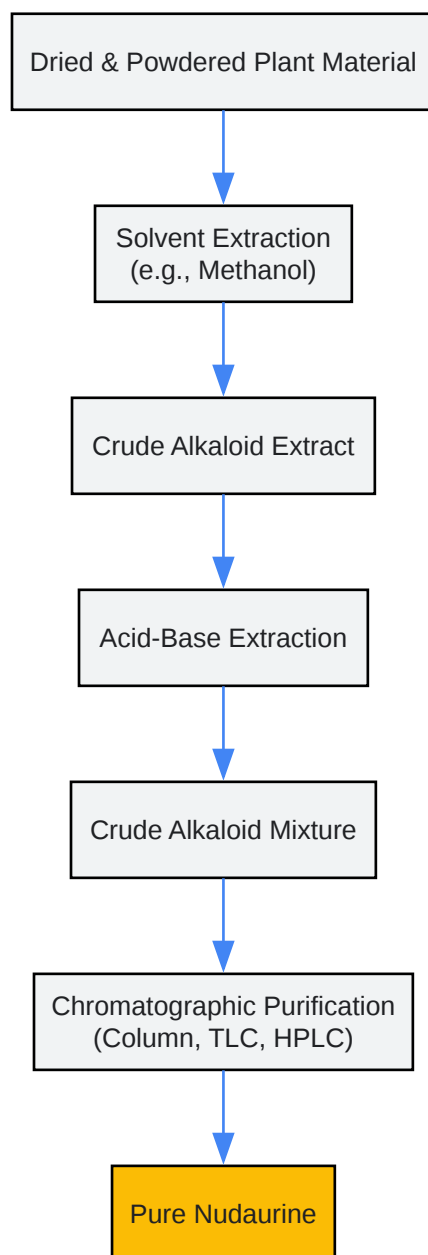 Dried & Powdered Plant Material
Solvent Extraction
(e.g., Methanol)
Crude Alkaloid Extract
Acid-Base Extraction
Crude Alkaloid Mixture
Chromatographic Purification
(Column, TLC, HPLC)
Pure Nudaurine